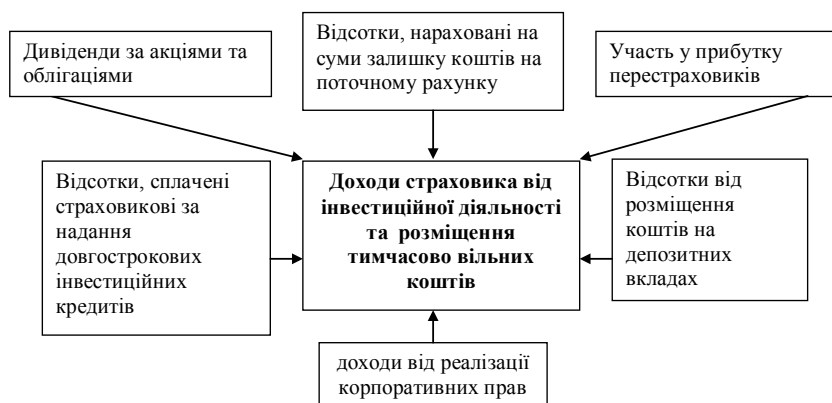 Дивіденди за акціями та
облігаціями
Відсотки, нараховані на
суми залишку коштів на
поточному рахунку
Участь у прибутку
перестраховиків
Відсотки, сплачені
страховикові за
надання
довгострокових
інвестиційних
кредитів
Доходи страховика від
інвестиційної діяльності
та розміщення
тимчасово вільних
коштів
Відсотки від
розміщення
коштів на
депозитних
вкладах
доходи від реалізації
корпоративних прав